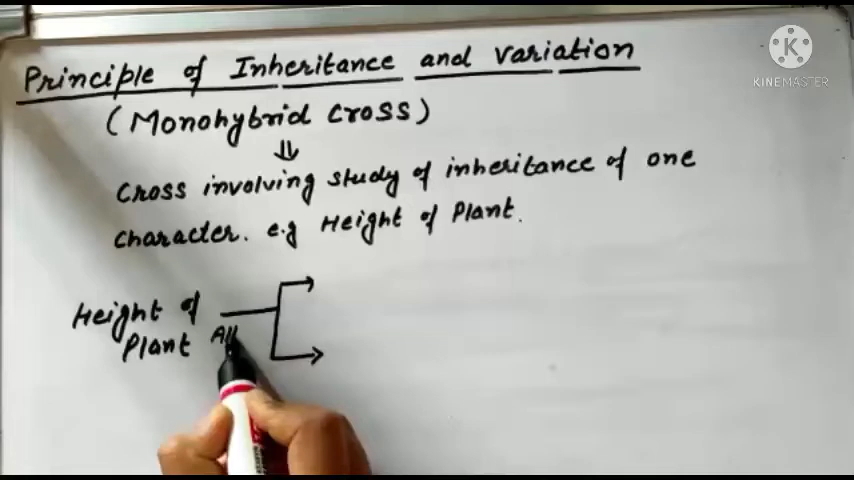 Principle of Inheritance and Variation
(Monohybrid Cross)
Cross involving study of inheritance of one
character. e.g Height of Plant.
Height of
Plant
All
K
KINEMASTER